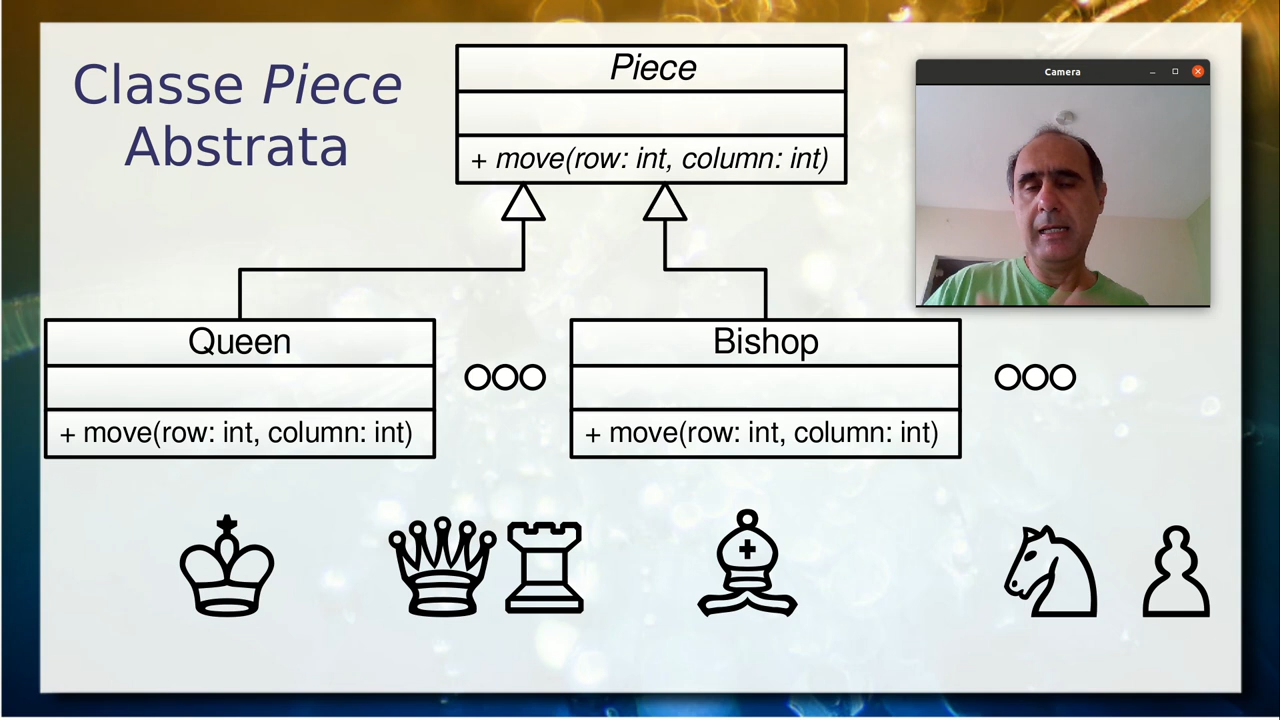 Classe Piece
Abstrata
Piece
+ move(row: int, column: int)
Camera
Queen
+ move(row: int, column: int)
Bishop
+ move(row: int, column: int)